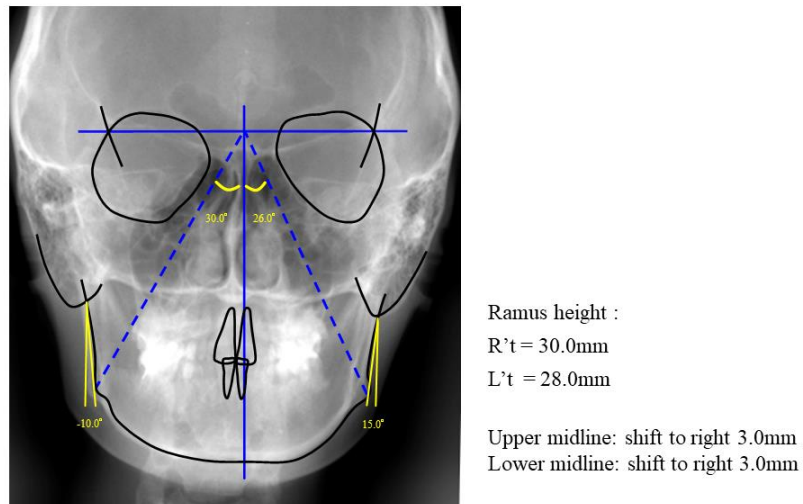 30.0°
26.0°
-10.0°
15.0°
Ramus height :
R’t = 30.0mm
L’t = 28.0mm
Upper midline: shift to right 3.0mm
Lower midline: shift to right 3.0mm